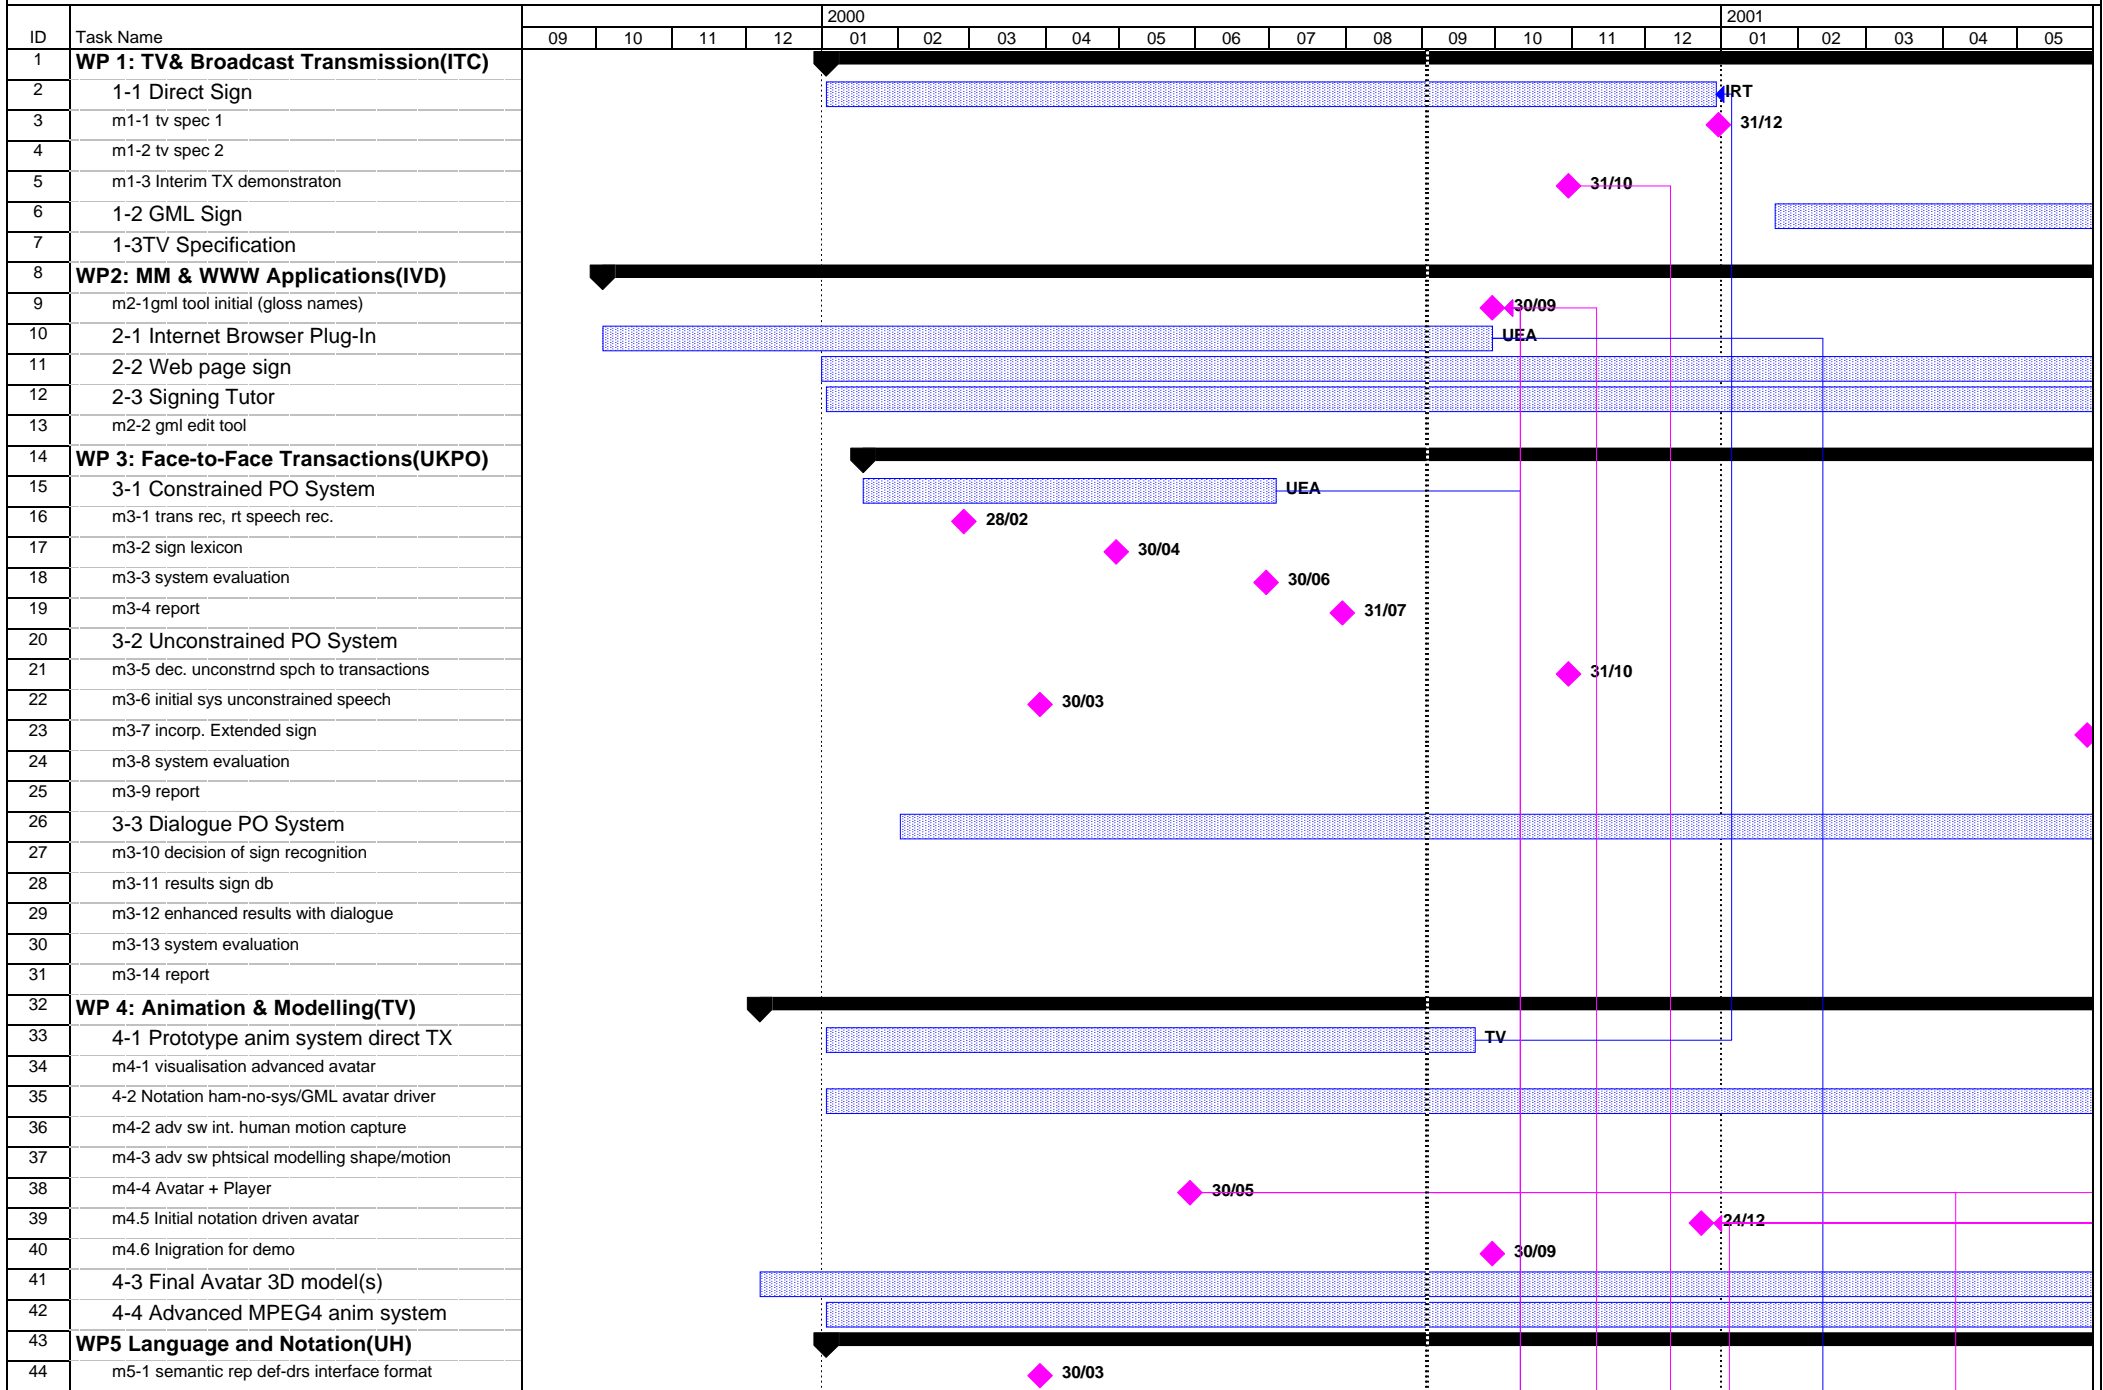 2000 2001
ID Task Name 09 10 11 12 01 02 03 04 05 06 07 08 09 10 11 12 01 02 03 04 05
1 WP 1: TV& Broadcast Transmission(ITC)
2 1-1 Direct Sign IRT
3 m1-1 tv spec 1 31/12
4 m1-2 tv spec 2
5 m1-3 Interim TX demonstraton 31/10
6 1-2 GML Sign
7 1-3TV Specification
8 WP2: MM & WWW Applications(IVD)
9 m2-1gml tool initial (gloss names) 30/09
10 2-1 Internet Browser Plug-In UEA
11 2-2 Web page sign
12 2-3 Signing Tutor
13 m2-2 gml edit tool
14 WP 3: Face-to-Face Transactions(UKPO)
15 3-1 Constrained PO System UEA
16 m3-1 trans rec, rt speech rec. 28/02
17 m3-2 sign lexicon 30/04
18 m3-3 system evaluation 30/06
19 m3-4 report 31/07
20 3-2 Unconstrained PO System
21 m3-5 dec. unconstrnd spch to transactions 31/10
22 m3-6 initial sys unconstrained speech 30/03
23 m3-7 incorp. Extended sign
24 m3-8 system evaluation
25 m3-9 report
26 3-3 Dialogue PO System
27 m3-10 decision of sign recognition
28 m3-11 results sign db
29 m3-12 enhanced results with dialogue
30 m3-13 system evaluation
31 m3-14 report
32 WP 4: Animation & Modelling(TV)
33 4-1 Prototype anim system direct TX TV
34 m4-1 visualisation advanced avatar
35 4-2 Notation ham-no-sys/GML avatar driver
36 m4-2 adv sw int. human motion capture
37 m4-3 adv sw phtsical modelling shape/motion
38 m4-4 Avatar + Player 30/05
39 m4.5 Initial notation driven avatar 24/12
40 m4.6 Inigration for demo 30/09
41 4-3 Final Avatar 3D model(s)
42 4-4 Advanced MPEG4 anim system
43 WP5 Language and Notation(UH)
44 m5-1 semantic rep def-drs interface format 30/03